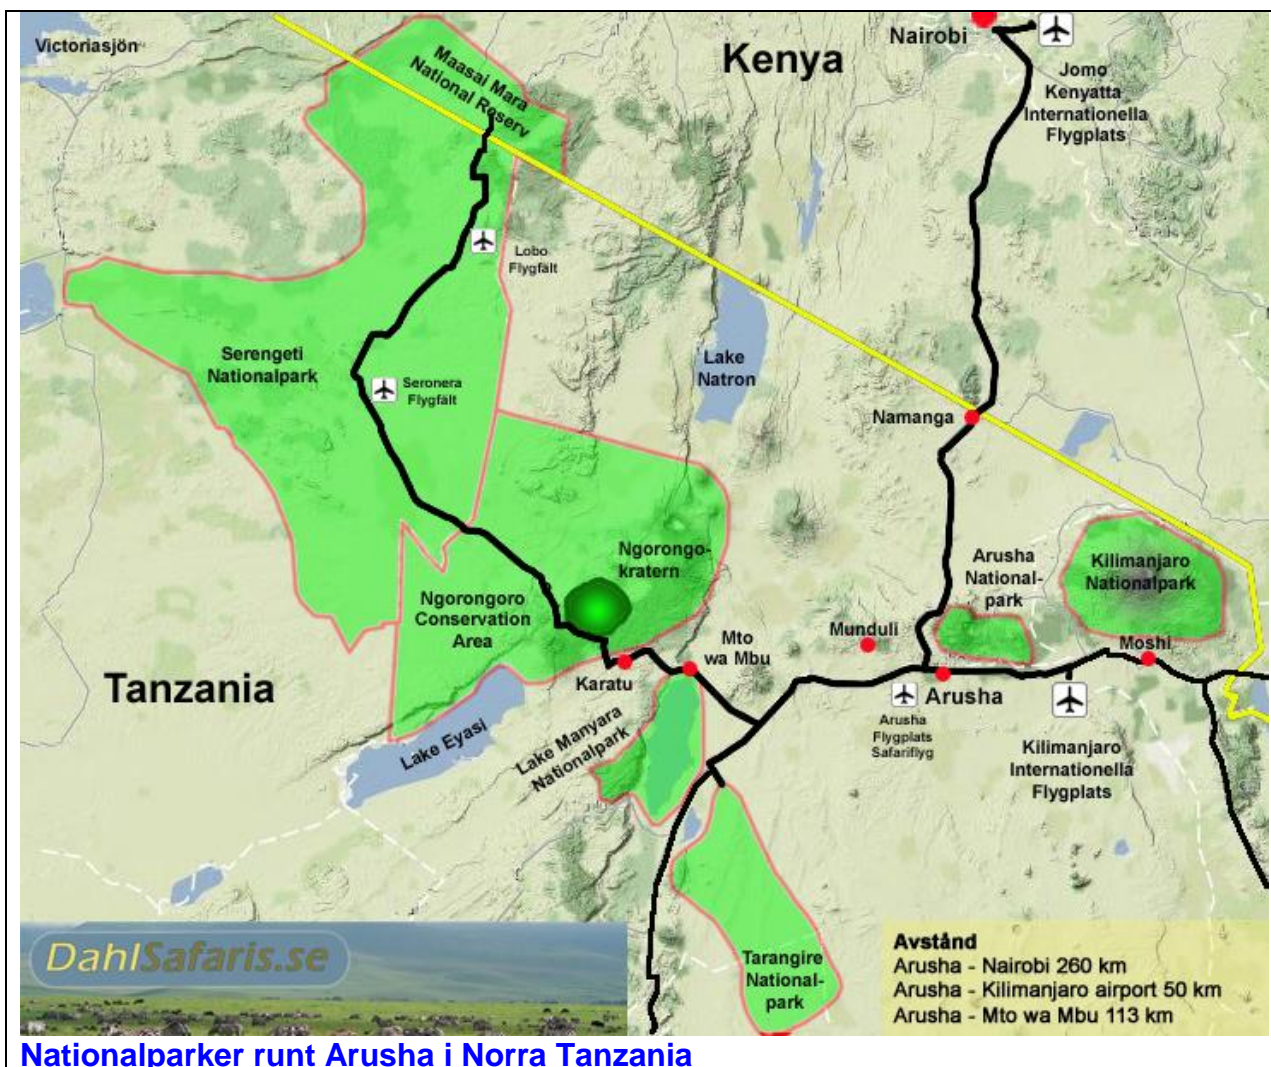 Victoriasjön
Maasai Mara
National Reserv
Kenya
Nairobi
Jomo
Kenyatta
Internationella
Flygplats
Lobo
Flygfält
Serengeti
Nationalpark
Seronera
Flygfält
Lake
Natron
Namanga
Ngorongo-
kratern
Arusha
National-
park
Kilimanjaro
Nationalpark
Ngorongoro
Conservation
Area
Munduli
Moshi
Mto
wa Mbu
Tanzania
Karatu
Arusha
Lake Eyasi
Lake Manyara
Nationalpark
Arusha
Flygplats
Safariflyg
Kilimanjaro
Internationella
Flygplats
Tarangire
National-
park
DahlSafaris.se
Avstånd
Arusha - Nairobi 260 km
Arusha - Kilimanjaro airport 50 km
Arusha - Mto wa Mbu 113 km
Nationalparker runt Arusha i Norra Tanzania